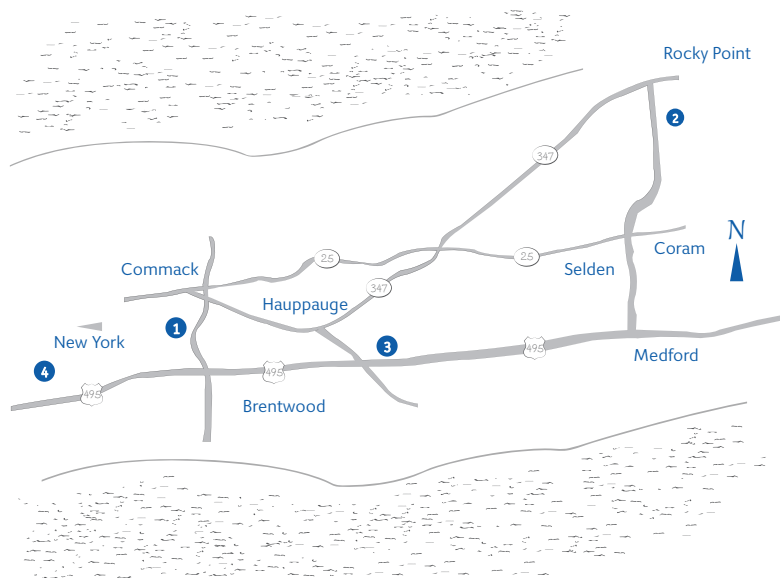 Rocky Point
2
347
N
Coram
25
25
Selden
Commack
347
Hauppauge
1
New York
3
495
Medford
4
495
495
Brentwood